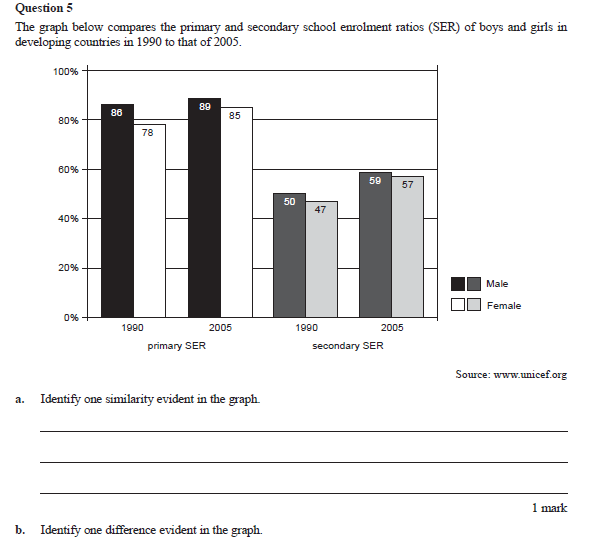 Question 5
The graph below compares the primary and secondary school enrolment ratios (SER) of boys and girls in
developing countries in 1990 to that of 2005.
100%
80%
60%
40%
20%
0%
86
78
89
85
50
47
59
57
1990
2005
1990
2005
primary SER
secondary SER
Male
Female
Source: www.unicef.org
a. Identify one similarity evident in the graph.
1 mark
b. Identify one difference evident in the graph.